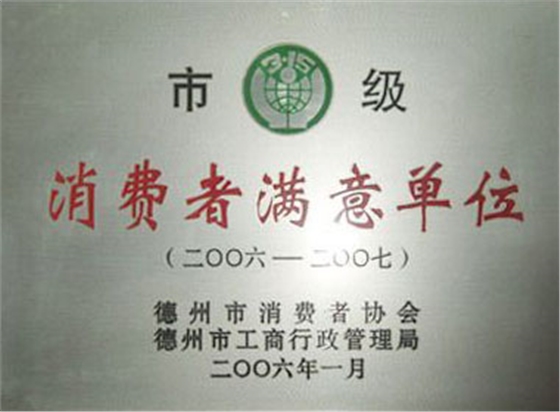 市 3·15 级
消费者满意单位
（二〇〇六—二〇〇七）
德州市消费者协会
德州市工商行政管理局
二〇〇六年一月